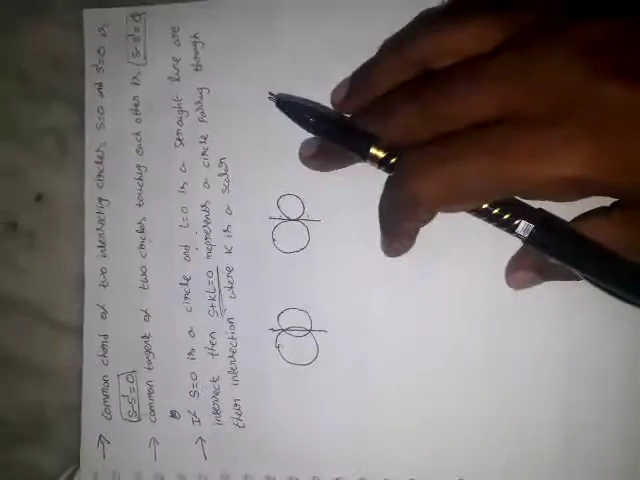 → common chord of two intersecting circles S=0 and S'=0 is
S-S'=0
→ common tangent of two circles touching each other is S-S'=0
→ If S=0 is a circle and L=0 is a straight line are
intersect then S+KL=0 represents a circle passing through
their intersection where K is a scalar